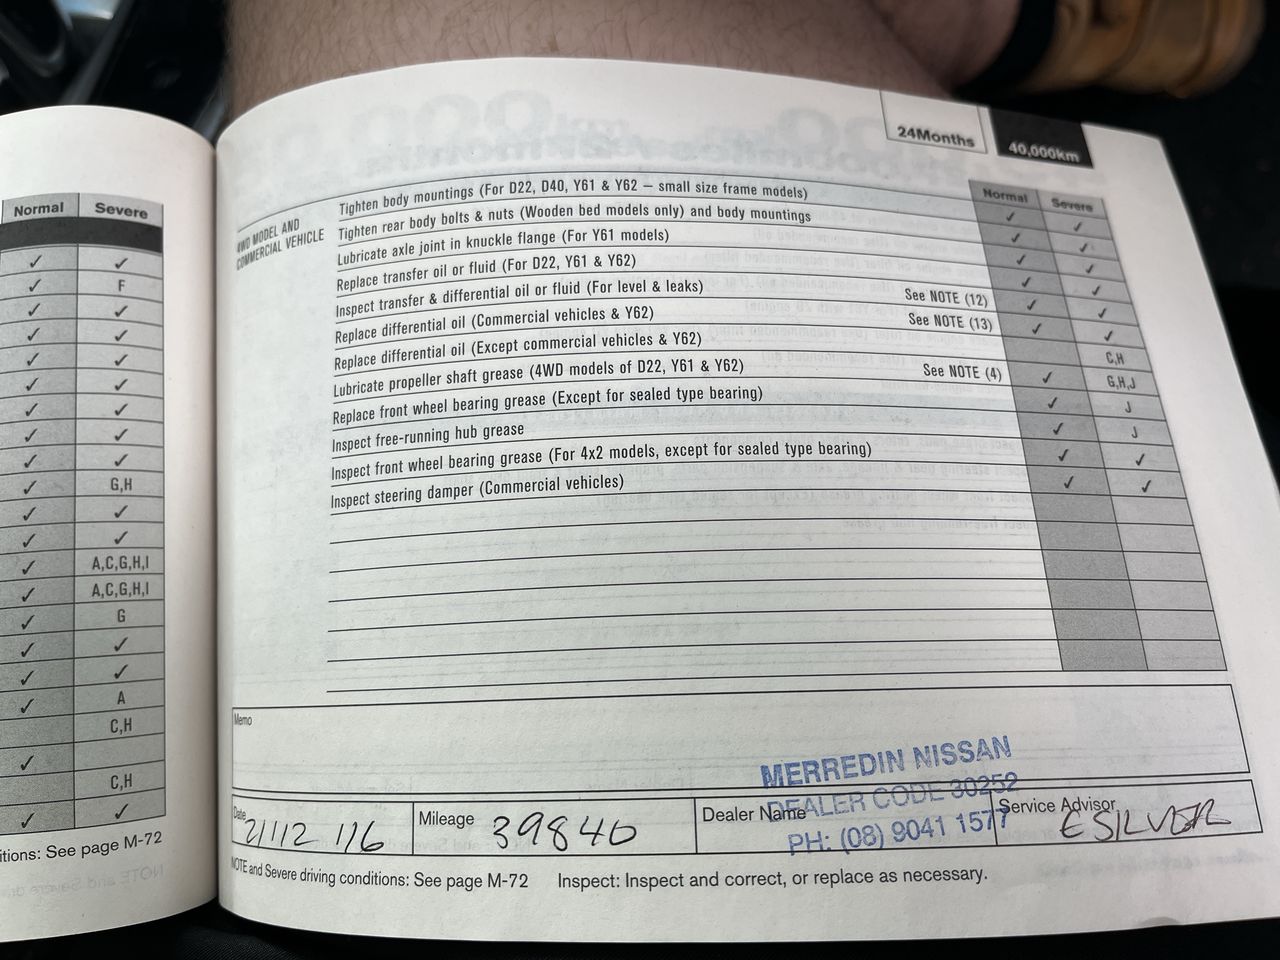 Normal Severe
✓ ✓
✓ F
✓ ✓
✓ ✓
✓ ✓
✓ ✓
✓ ✓
✓ ✓
✓ ✓
✓ G,H
✓ ✓
✓ ✓
✓ A,C,G,H,I
✓ A,C,G,H,I
✓ G
✓ ✓
✓ ✓
✓ A
C,H
✓
C,H
✓ ✓
itions: See page M-72
24Months 40,000km
Normal Severe
4WD MODEL AND
COMMERCIAL VEHICLE
Tighten body mountings (For D22, D40, Y61 & Y62 – small size frame models) ✓ ✓
Tighten rear body bolts & nuts (Wooden bed models only) and body mountings ✓ ✓
Lubricate axle joint in knuckle flange (For Y61 models) ✓ ✓
Replace transfer oil or fluid (For D22, Y61 & Y62) ✓ ✓
Inspect transfer & differential oil or fluid (For level & leaks) See NOTE (12) ✓ ✓
Replace differential oil (Commercial vehicles & Y62) See NOTE (13) ✓ ✓
Replace differential oil (Except commercial vehicles & Y62) C,H
Lubricate propeller shaft grease (4WD models of D22, Y61 & Y62) See NOTE (4) ✓ G,H,J
Replace front wheel bearing grease (Except for sealed type bearing) ✓ J
Inspect free-running hub grease ✓ J
Inspect front wheel bearing grease (For 4x2 models, except for sealed type bearing) ✓ ✓
Inspect steering damper (Commercial vehicles) ✓ ✓
Memo
MERREDIN NISSAN
DEALER CODE 30252
PH: (08) 9041 1577
Date 21/12/16 Mileage 39840 Dealer Name Service Advisor E SILVER
NOTE and Severe driving conditions: See page M-72 Inspect: Inspect and correct, or replace as necessary.